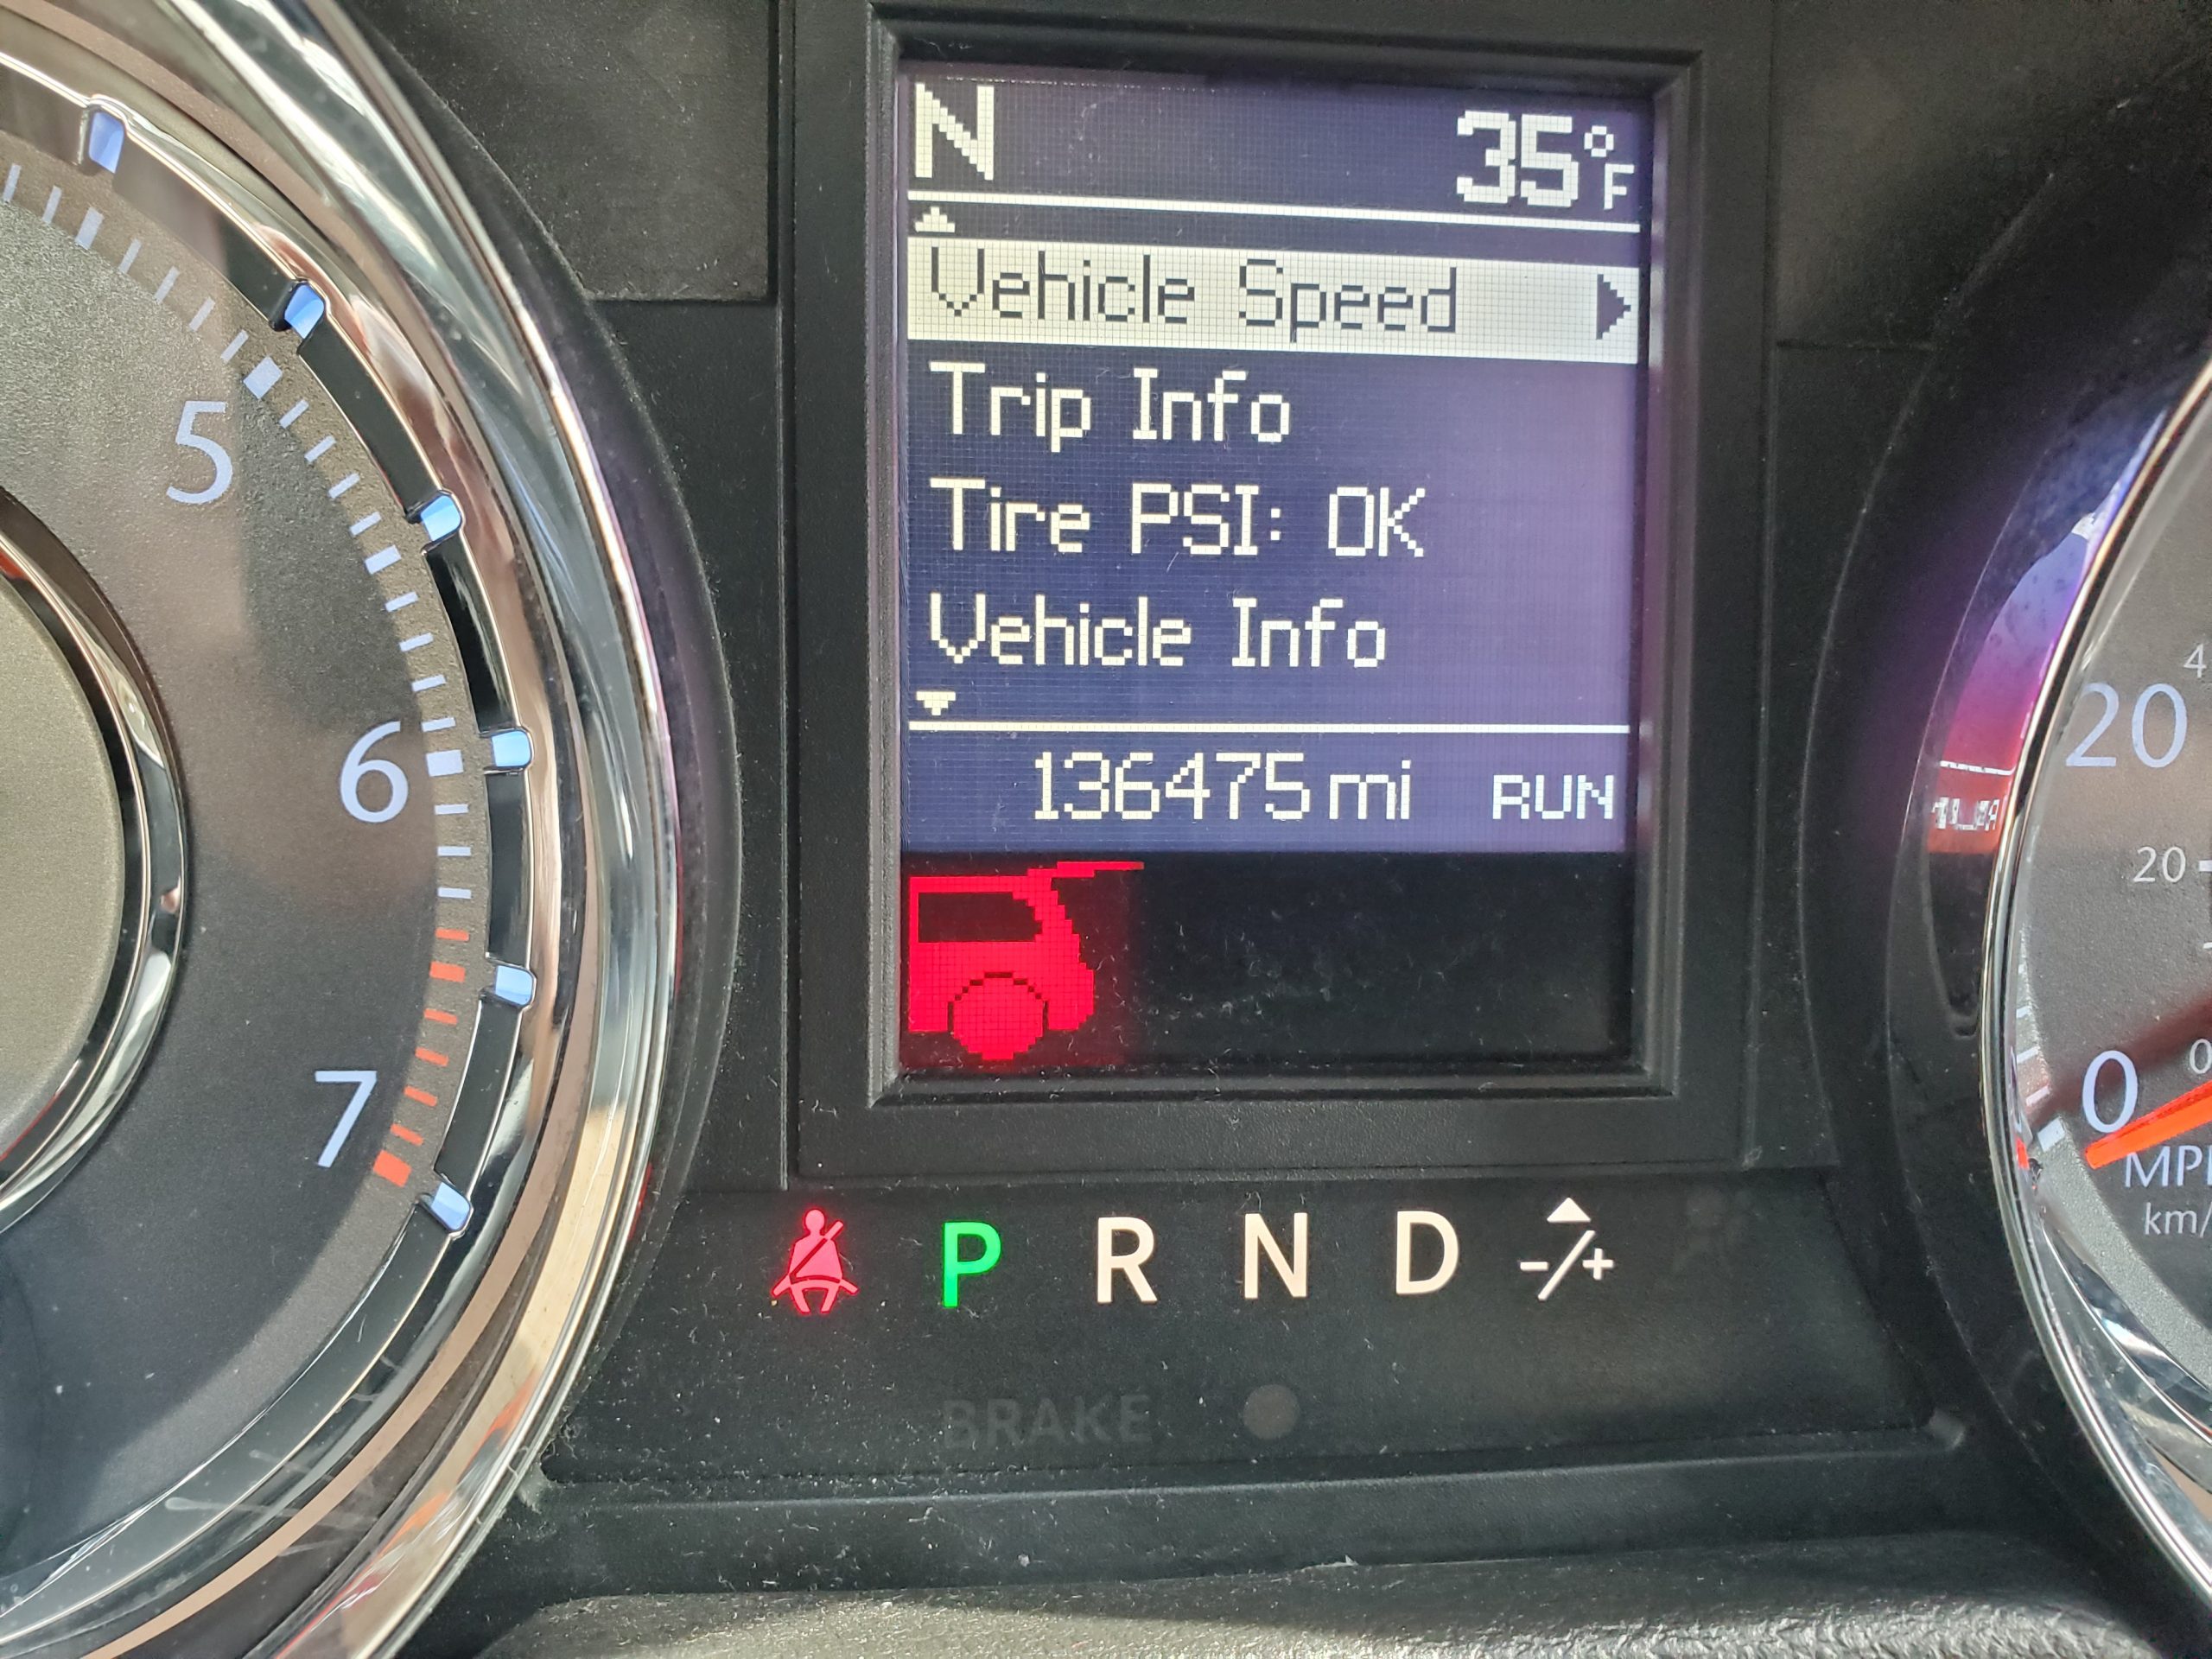 N 35°F
Vehicle Speed
Trip Info
Tire PSI: OK
Vehicle Info
136475 mi RUN
P R N D -/+
BRAKE
5
6
7
20
20
0
0
km/